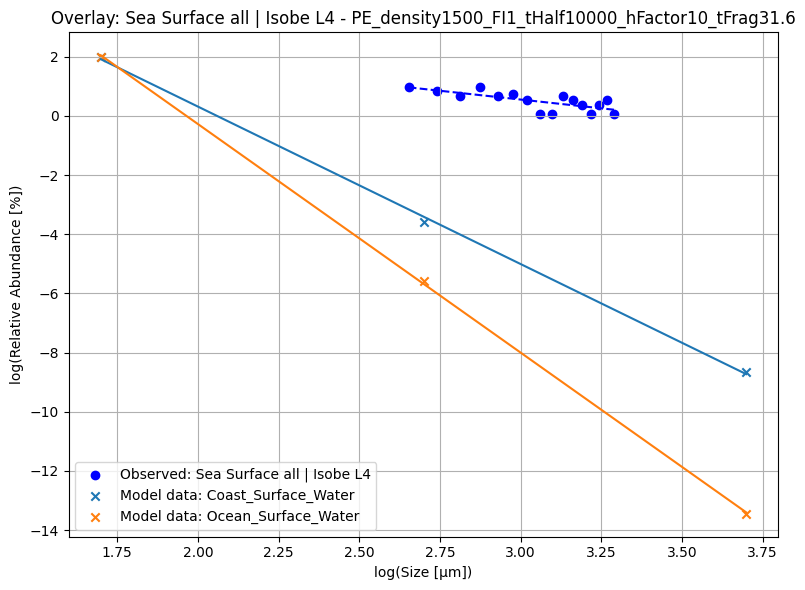 Overlay: Sea Surface all | Isobe L4 - PE_density1500_FI1_tHalf10000_hFactor10_tFrag31.6
log(Relative Abundance [%])
2
0
−2
−4
−6
−8
−10
−12
−14
Observed: Sea Surface all | Isobe L4
Model data: Coast_Surface_Water
Model data: Ocean_Surface_Water
1.75 2.00 2.25 2.50 2.75 3.00 3.25 3.50 3.75
log(Size [µm])